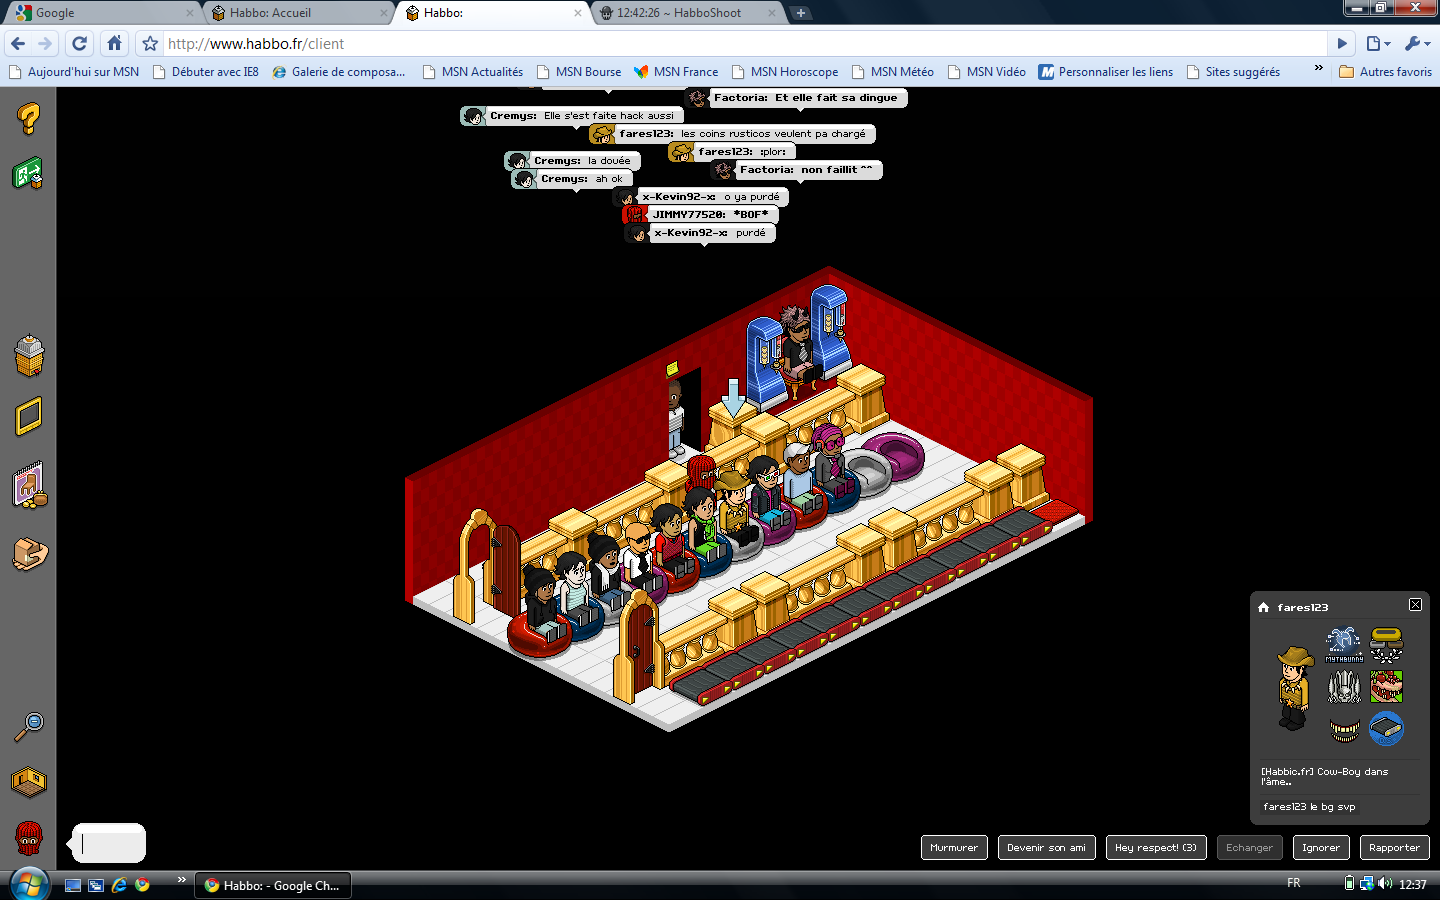 Google
Habbo: Accueil
Habbo:
12:42:26 ~ HabboShoot
http://www.habbo.fr/client
Aujourd'hui sur MSN
Débuter avec IE8
Galerie de composa...
MSN Actualités
MSN Bourse
MSN France
MSN Horoscope
MSN Météo
MSN Vidéo
Personnaliser les liens
Sites suggérés
»
Autres favoris
Factoria: Et elle fait sa dingue
Cremys: Elle s'est faite hack aussi
fares123: les coins rusticos veulent pa chargé
fares123: :plor:
Cremys: la douée
Factoria: non faillit ^^
Cremys: ah ok
x-Kevin92-x: o ya purdé
JIMMY77520: *BOF*
x-Kevin92-x: purdé
fares123
MYTHBUNNY
[Habbic.fr] Cow-Boy dans
l'âme..
fares123 le bg svp
Murmurer
Devenir son ami
Hey respect! (3)
Echanger
Ignorer
Rapporter
»
Habbo: - Google Ch...
FR
12:37